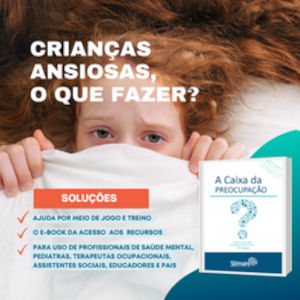 CRIANÇAS
ANSIOSAS,
O QUE FAZER?
SOLUÇÕES
AJUDA POR MEIO DE JOGO E TREINO
O E-BOOK DA ACESSO AOS RECURSOS
PARA USO DE PROFISSIONAIS DE SAÚDE MENTAL,
PEDIATRAS, TERAPEUTAS OCUPACIONAIS,
ASSISTENTES SOCIAIS, EDUCADORES E PAIS
A Caixa da
PREOCUPAÇÃO